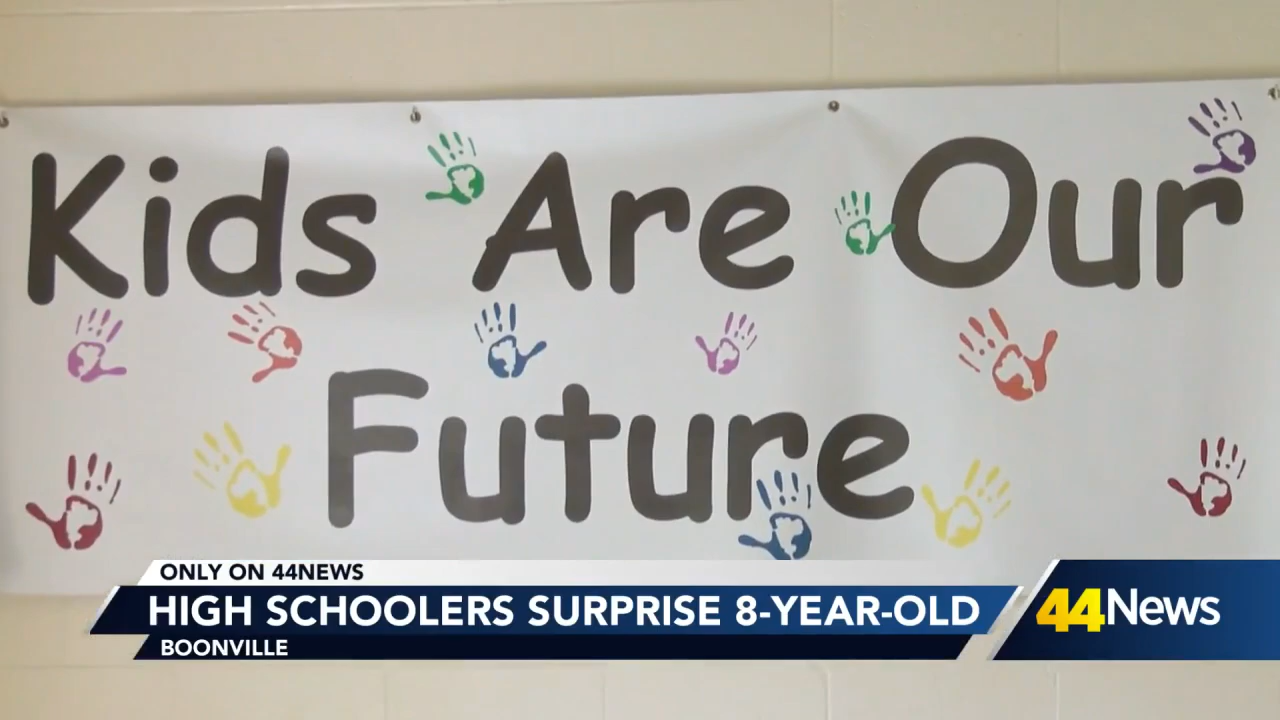 Kids Are Our
Future
ONLY ON 44NEWS
HIGH SCHOOLERS SURPRISE 8-YEAR-OLD
44News
BOONVILLE